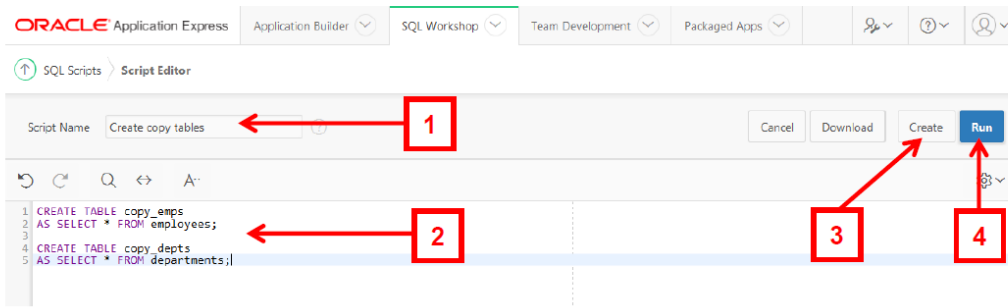 ORACLE Application Express Application Builder SQL Workshop Team Development Packaged Apps
SQL Scripts Script Editor
Script Name Create copy tables ? 1 Cancel Download Create Run
A··
1 CREATE TABLE copy_emps
2 AS SELECT * FROM employees;
3
4 CREATE TABLE copy_depts
5 AS SELECT * FROM departments;
2
3 4